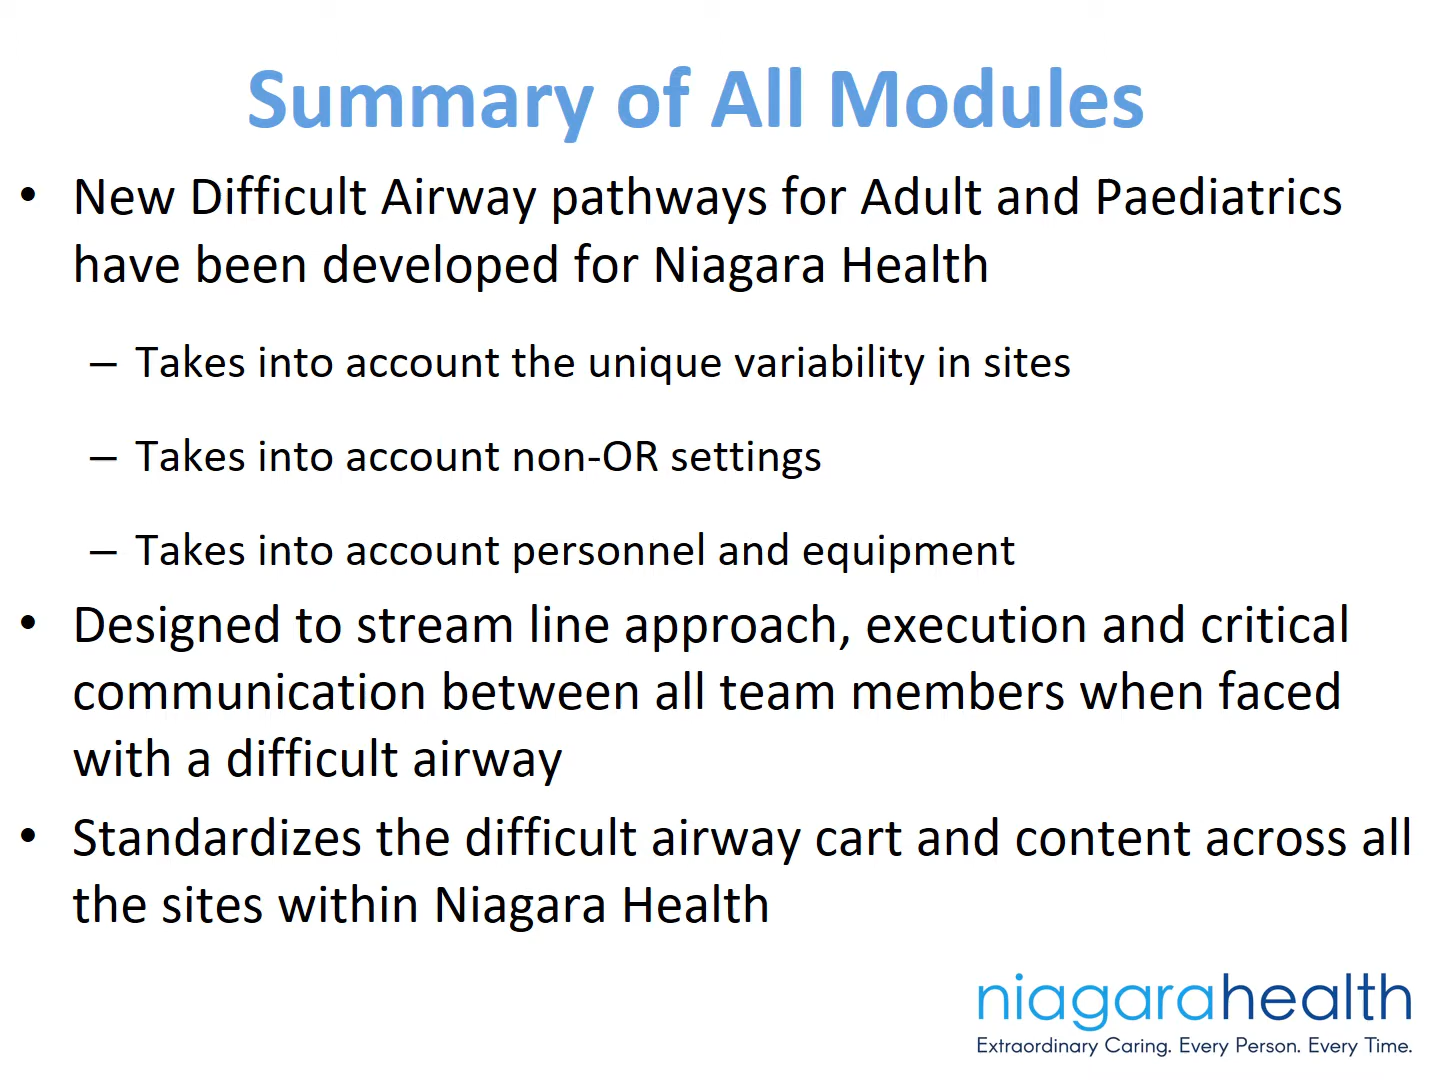 Summary of All Modules
• New Difficult Airway pathways for Adult and Paediatrics
have been developed for Niagara Health
– Takes into account the unique variability in sites
– Takes into account non-OR settings
– Takes into account personnel and equipment
• Designed to stream line approach, execution and critical
communication between all team members when faced
with a difficult airway
• Standardizes the difficult airway cart and content across all
the sites within Niagara Health
niagarahealth
Extraordinary Caring. Every Person. Every Time.